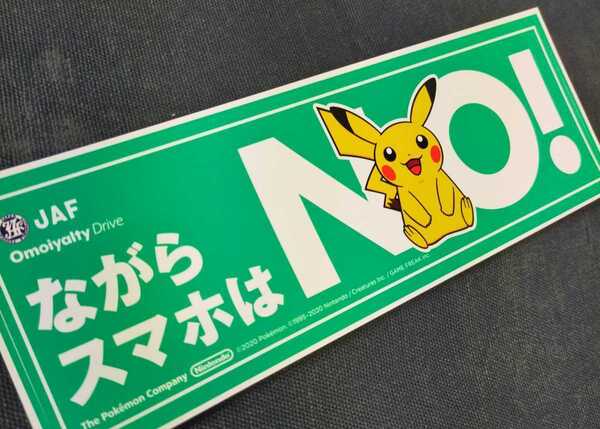 JAF
Omoiyalty Drive
ながら
スマホは
NO!
The Pokémon Company Nintendo ©2020 Pokémon. ©1995-2020 Nintendo / Creatures Inc. / GAME FREAK inc.